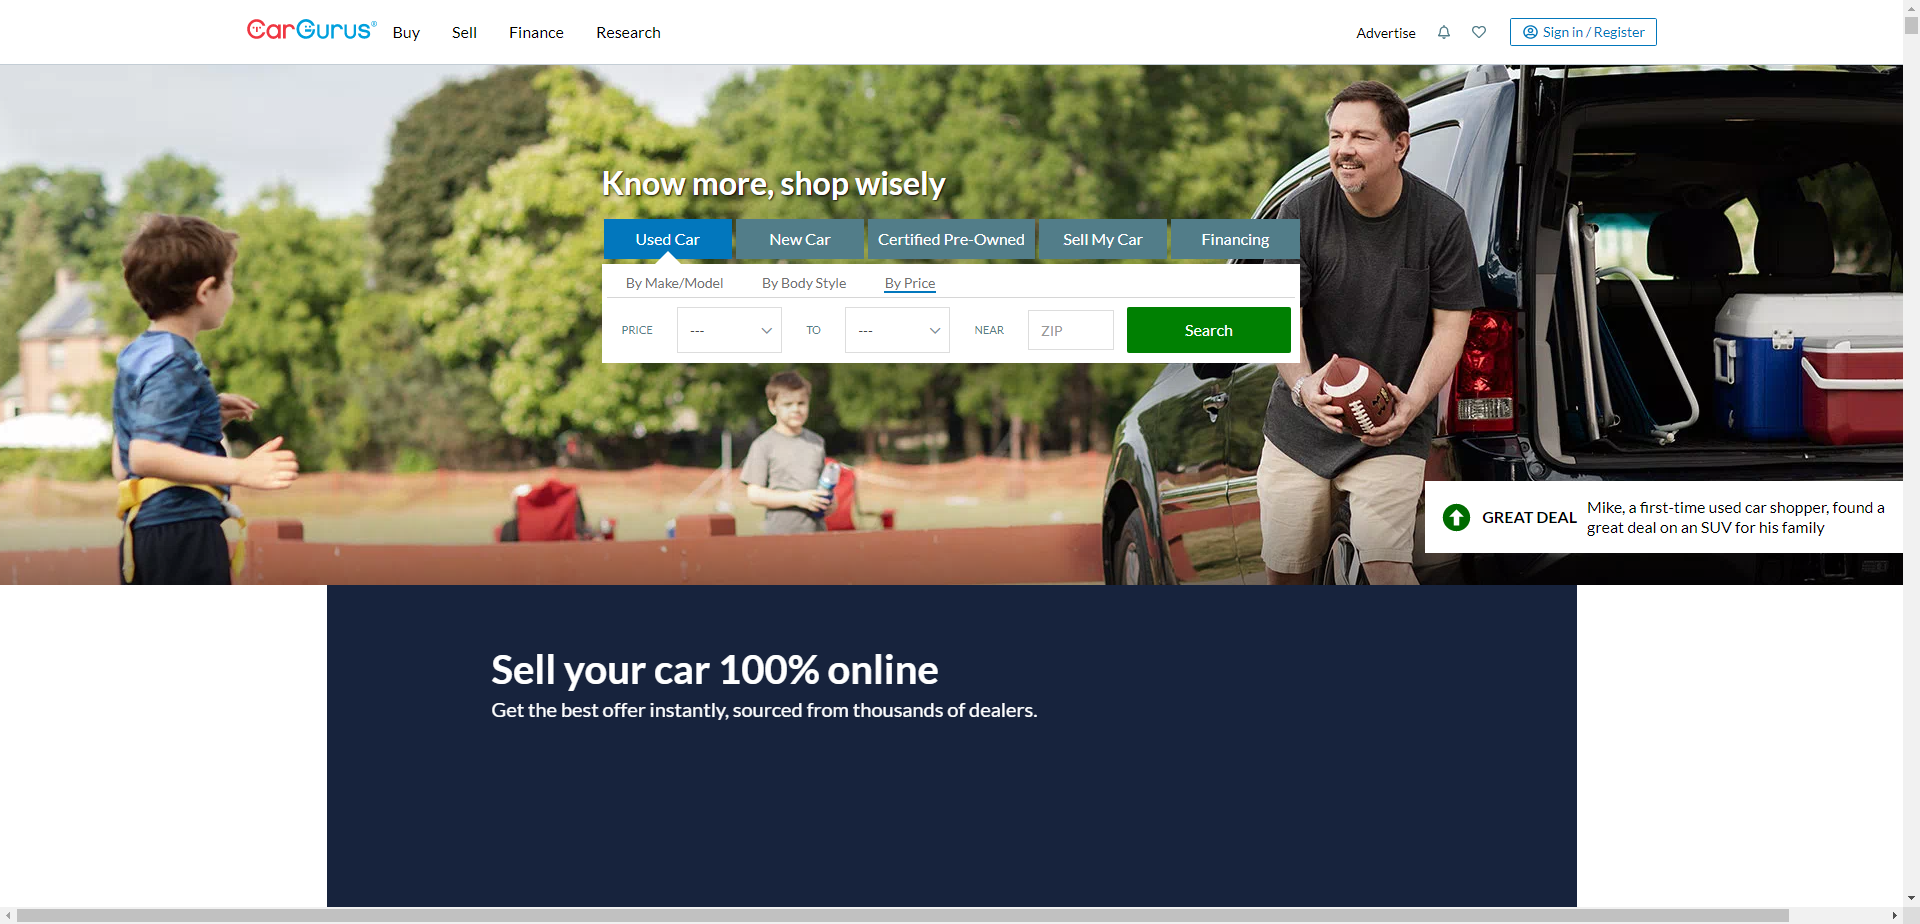 CarGurus®
Buy
Sell
Finance
Research
Advertise
Sign in / Register
Know more, shop wisely
Used Car
New Car
Certified Pre-Owned
Sell My Car
Financing
By Make/Model
By Body Style
By Price
PRICE
---
TO
---
NEAR
ZIP
Search
GREAT DEAL
Mike, a first-time used car shopper, found a
great deal on an SUV for his family
Sell your car 100% online
Get the best offer instantly, sourced from thousands of dealers.